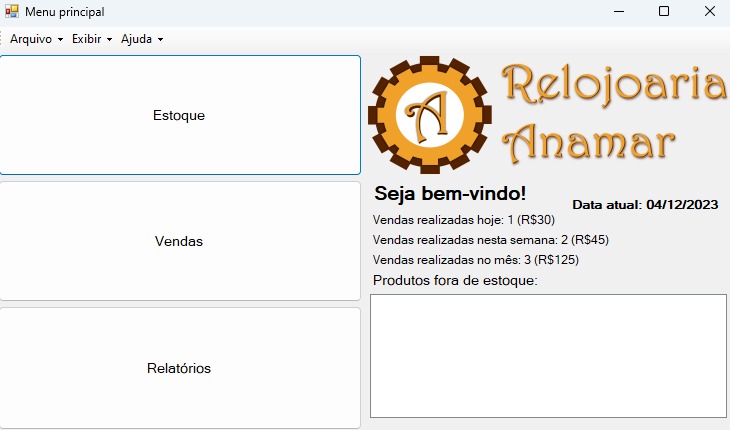 Menu principal
Arquivo Exibir Ajuda
Estoque
Vendas
Relatórios
A
Relojoaria
Anamar
Seja bem-vindo!
Data atual: 04/12/2023
Vendas realizadas hoje: 1 (R$30)
Vendas realizadas nesta semana: 2 (R$45)
Vendas realizadas no mês: 3 (R$125)
Produtos fora de estoque: